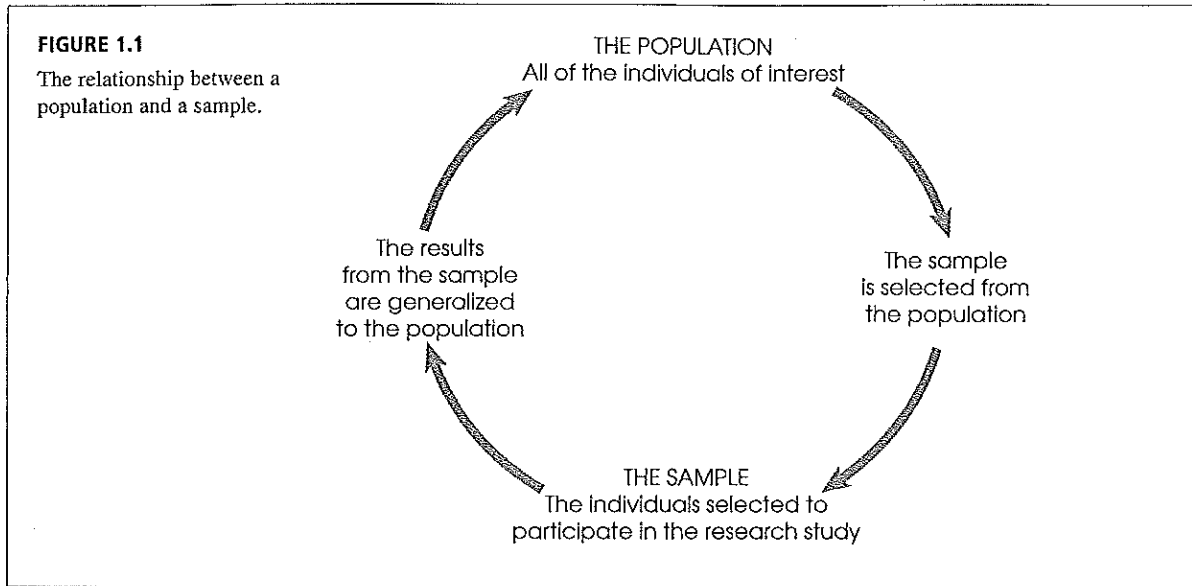 FIGURE 1.1
The relationship between a
population and a sample.
THE POPULATION
All of the individuals of interest
The sample
is selected from
the population
THE SAMPLE
The individuals selected to
participate in the research study
The results
from the sample
are generalized
to the population